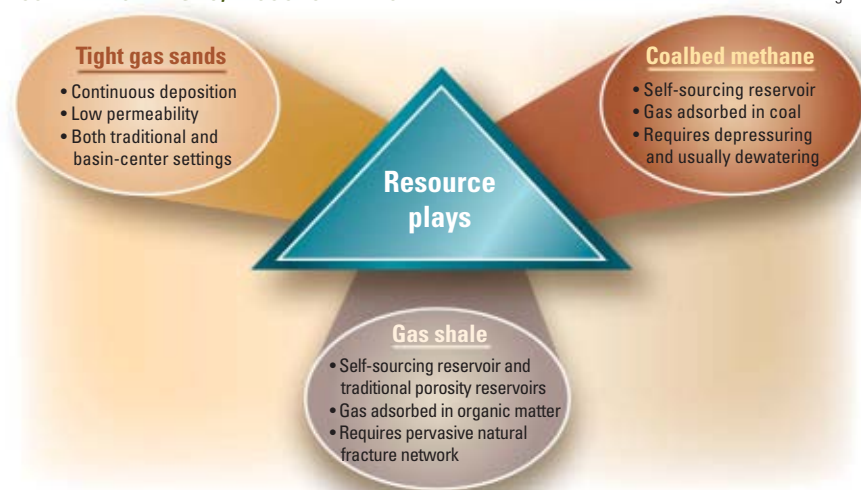 Tight gas sands
• Continuous deposition
• Low permeability
• Both traditional and
basin-center settings
Coalbed methane
• Self-sourcing reservoir
• Gas adsorbed in coal
• Requires depressuring
and usually dewatering
Resource
plays
Gas shale
• Self-sourcing reservoir and
traditional porosity reservoirs
• Gas adsorbed in organic matter
• Requires pervasive natural
fracture network